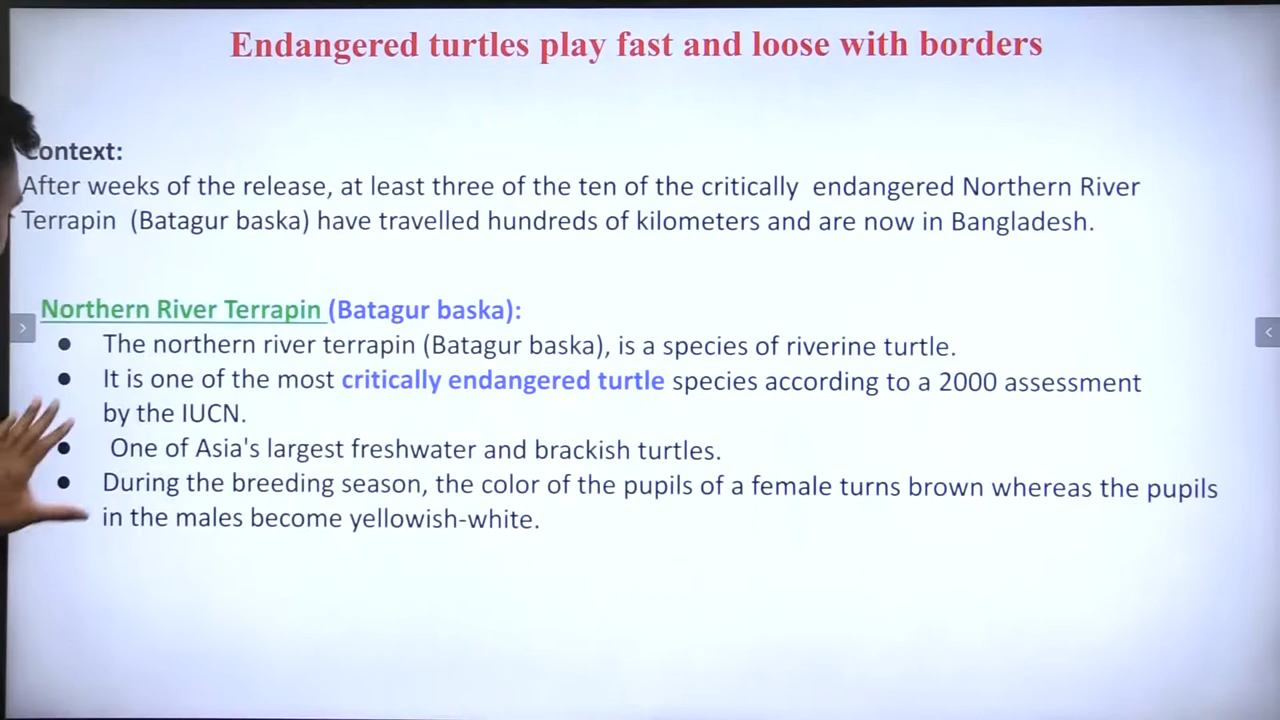 Endangered turtles play fast and loose with borders
Context:
After weeks of the release, at least three of the ten of the critically endangered Northern River
Terrapin (Batagur baska) have travelled hundreds of kilometers and are now in Bangladesh.
Northern River Terrapin (Batagur baska):
● The northern river terrapin (Batagur baska), is a species of riverine turtle.
● It is one of the most critically endangered turtle species according to a 2000 assessment
by the IUCN.
● One of Asia's largest freshwater and brackish turtles.
● During the breeding season, the color of the pupils of a female turns brown whereas the pupils
in the males become yellowish-white.